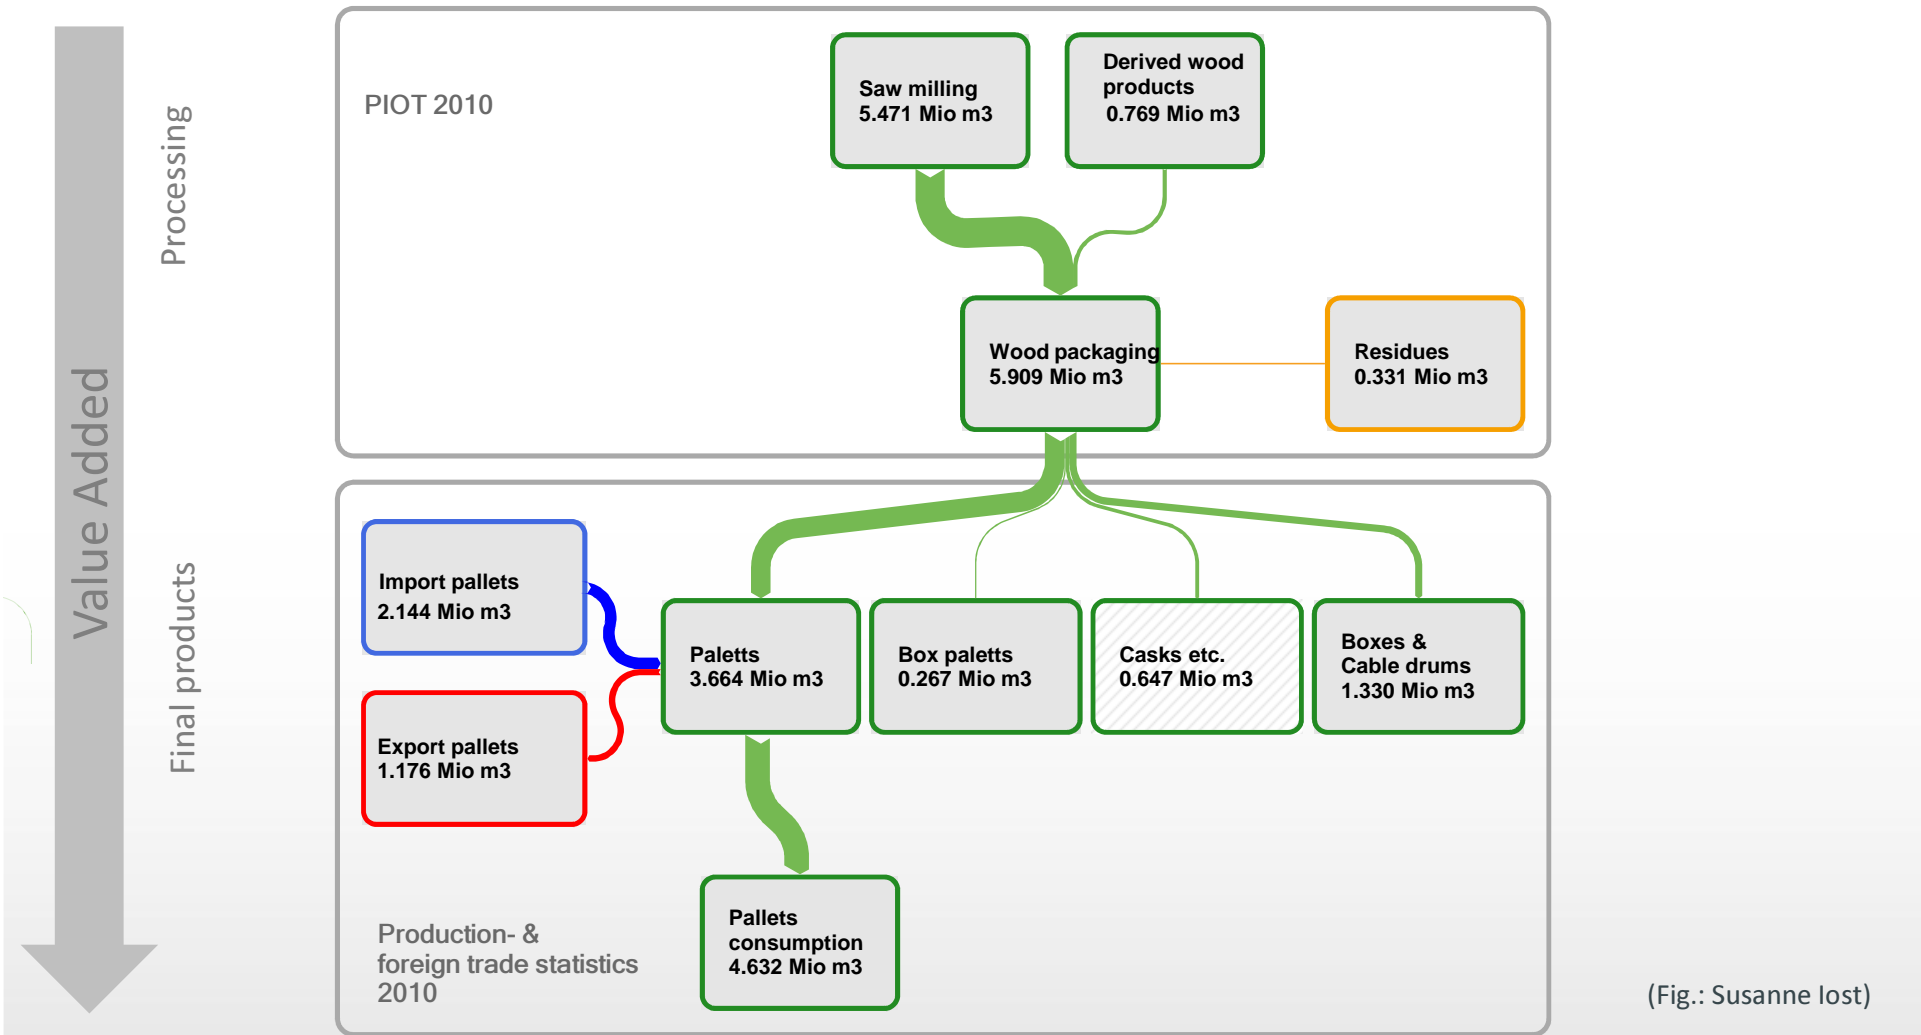 Value Added
Processing
Final products
PIOT 2010
Saw milling
5.471 Mio m3
Derived wood
products
0.769 Mio m3
Wood packaging
5.909 Mio m3
Residues
0.331 Mio m3
Import pallets
2.144 Mio m3
Export pallets
1.176 Mio m3
Paletts
3.664 Mio m3
Box paletts
0.267 Mio m3
Casks etc.
0.647 Mio m3
Boxes &
Cable drums
1.330 Mio m3
Pallets
consumption
4.632 Mio m3
Production- &
foreign trade statistics
2010
(Fig.: Susanne Iost)